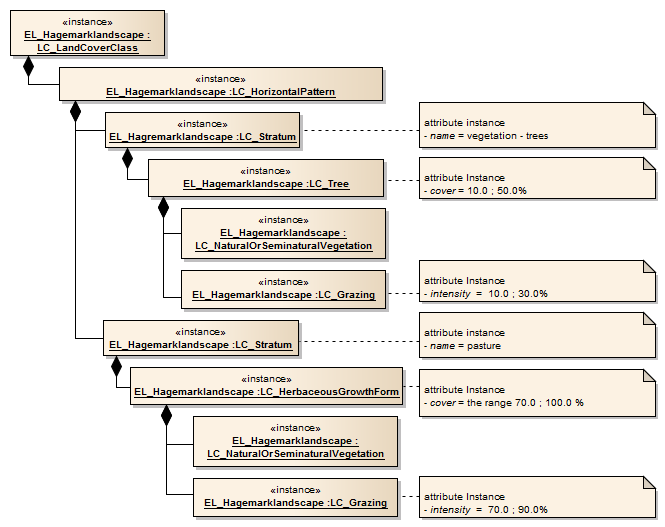 «instance»
EL_Hagemarklandscape :
LC_LandCoverClass
«instance»
EL_Hagemarklandscape :LC_HorizontalPattern
«instance»
EL_Hagremarklandscape :LC_Stratum
attribute instance
- name = vegetation - trees
«instance»
EL_Hagemarklandscape :LC_Tree
attribute Instance
- cover = 10.0 ; 50.0%
«instance»
EL_Hagemarklandscape :
LC_NaturalOrSeminaturalVegetation
«instance»
EL_Hagemarklandscape :LC_Grazing
attribute Instance
- intensity = 10.0 ; 30.0%
«instance»
EL_Hagemarklandscape :LC_Stratum
attribute instance
- name = pasture
«instance»
EL_Hagemarklandscape :LC_HerbaceousGrowthForm
attribute Instance
- cover = the range 70.0 ; 100.0 %
«instance»
EL_Hagemarklandscape :
LC_NaturalOrSeminaturalVegetation
«instance»
EL_Hagemarklandscape :LC_Grazing
attribute Instance
- intensity = 70.0 ; 90.0%